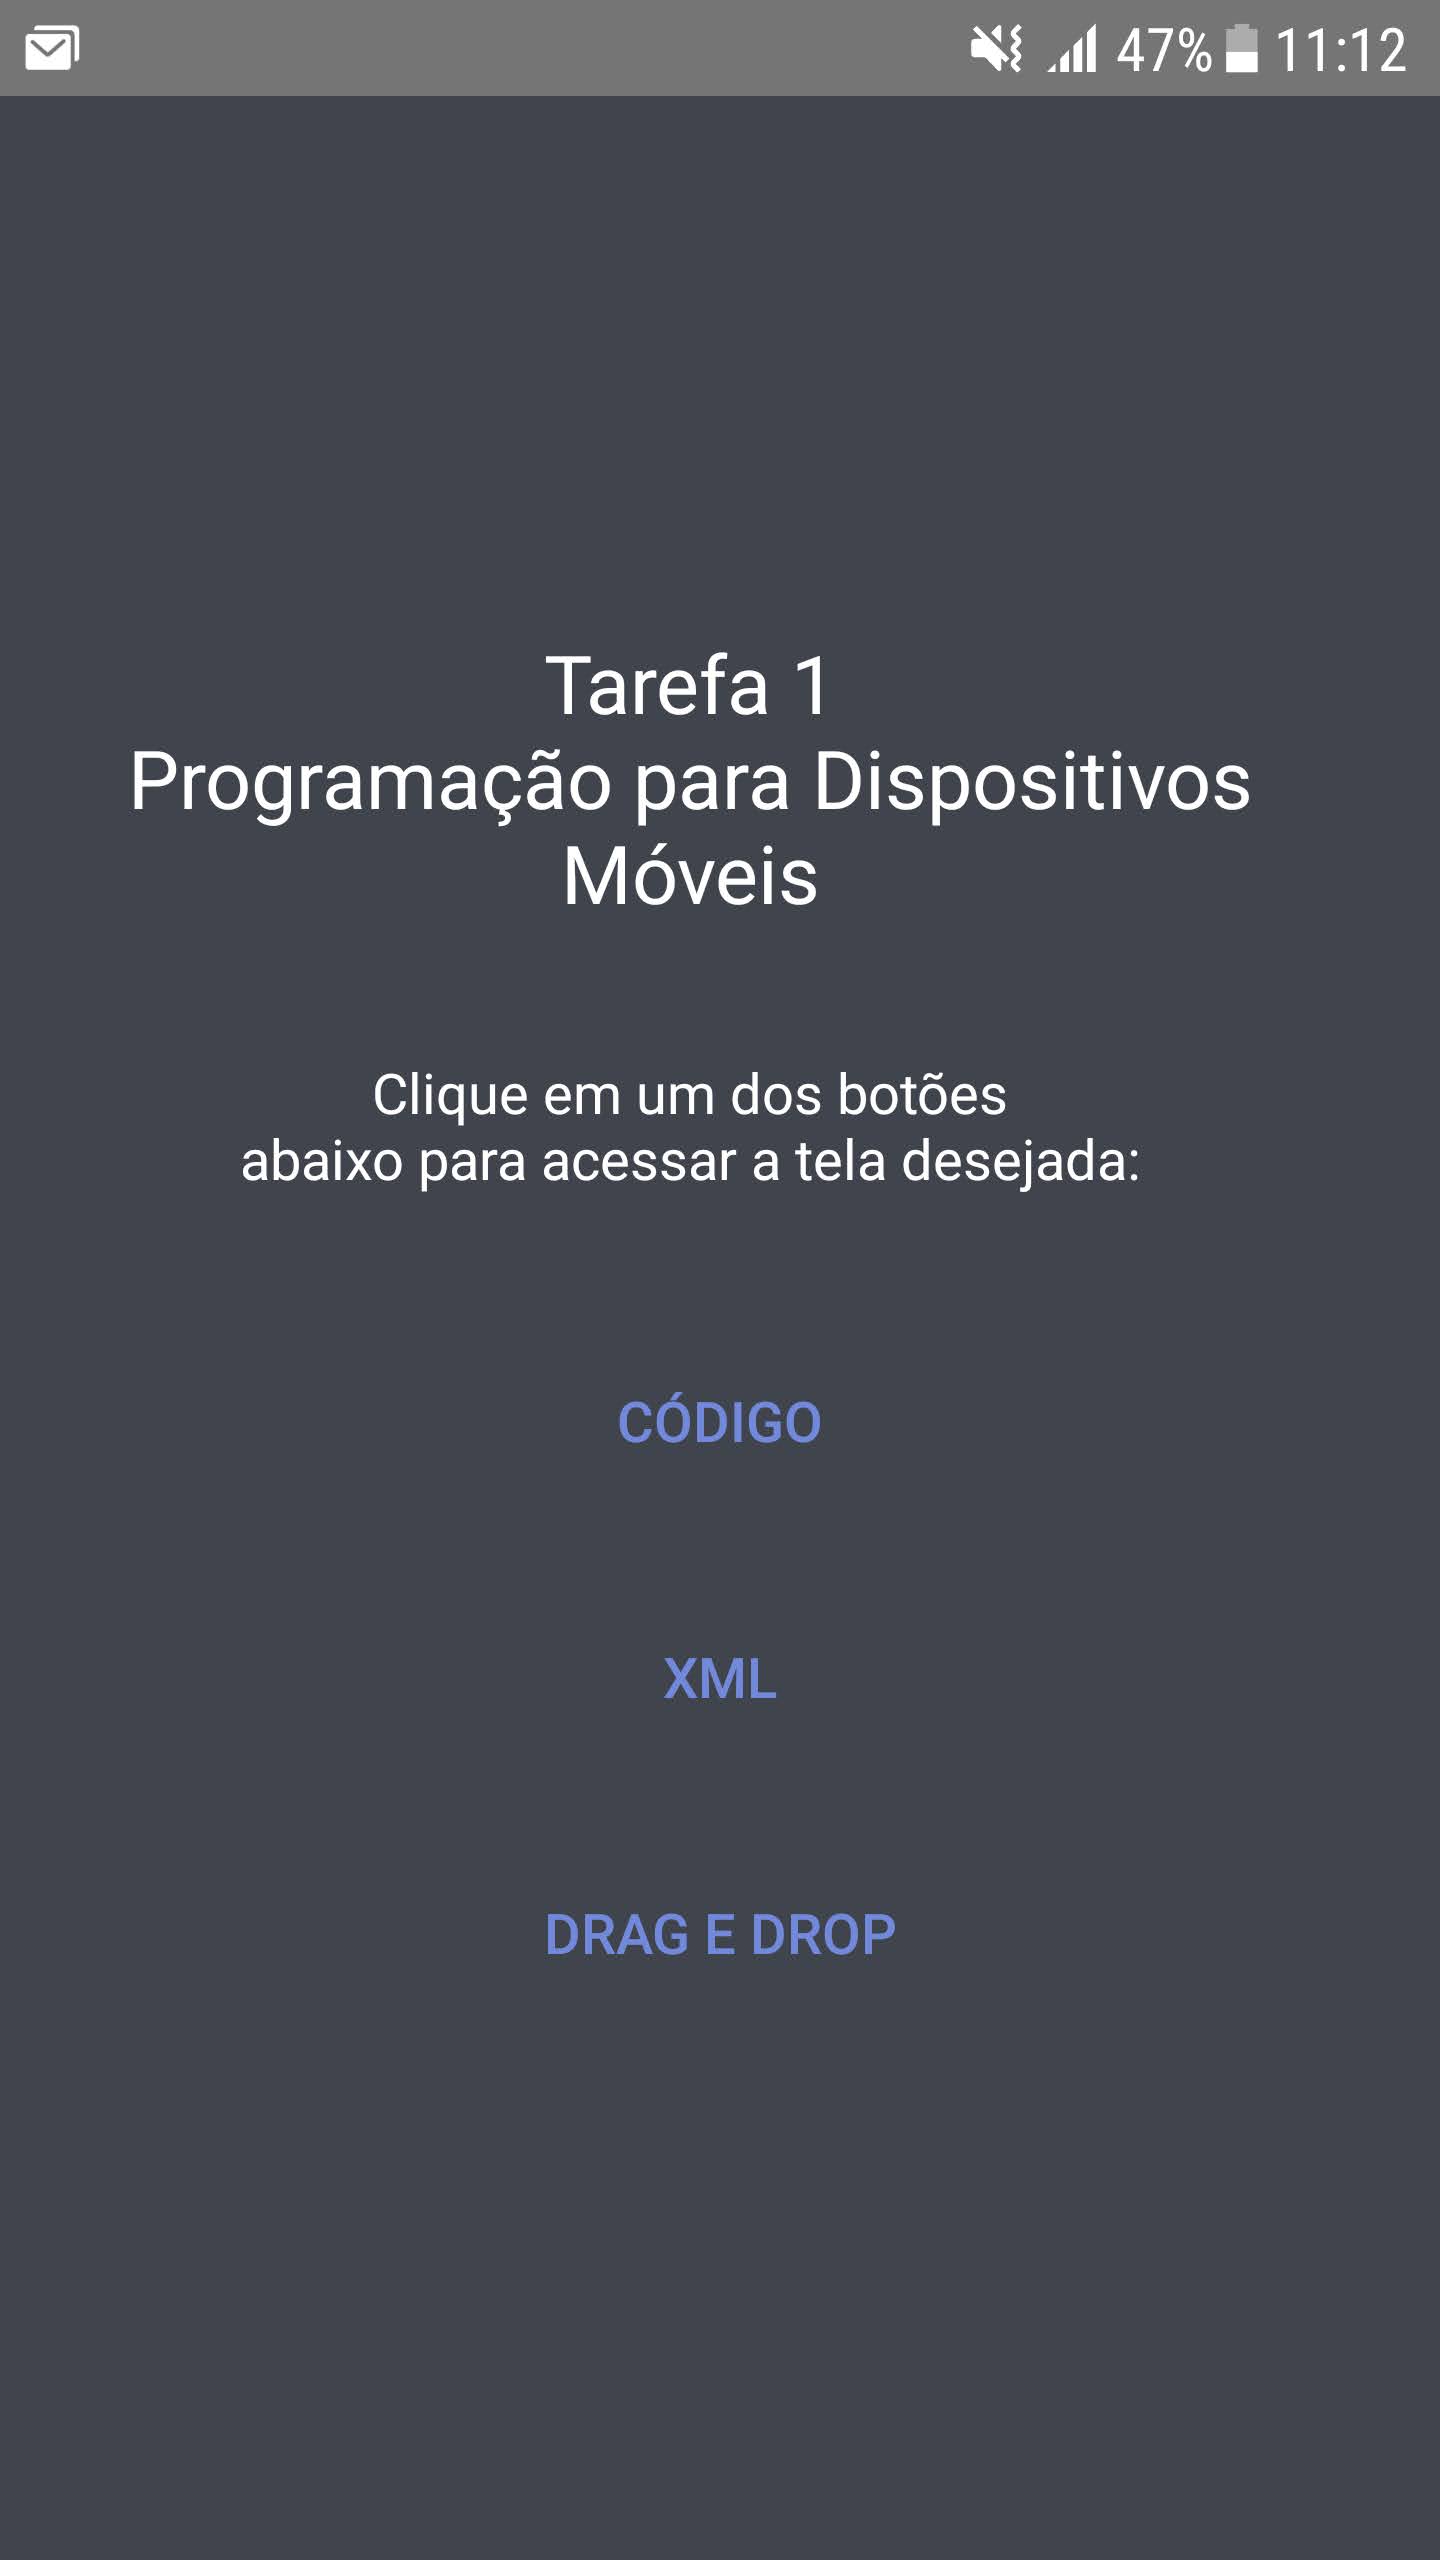 47% 11:12
Tarefa 1
Programação para Dispositivos
Móveis
Clique em um dos botões
abaixo para acessar a tela desejada:
CÓDIGO
XML
DRAG E DROP